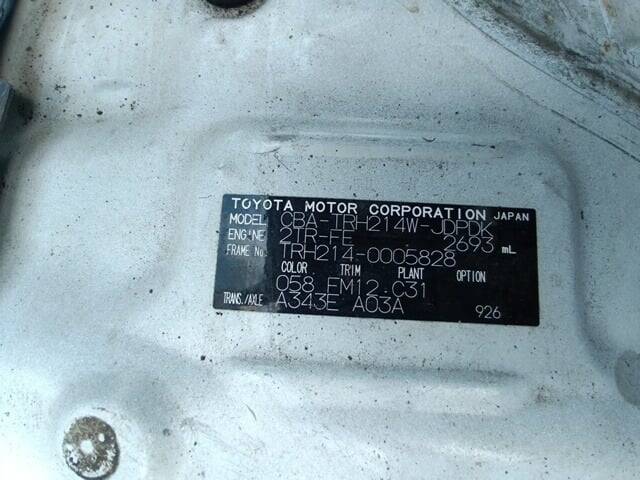 TOYOTA MOTOR CORPORATION JAPAN
MODEL CBA-TRH214W-JDPDK
ENGINE 2TR-FE 2693 mL
FRAME No. TRH214-0005828
COLOR TRIM PLANT OPTION
058 FM12 C31
TRANS./AXLE A343E A03A 926